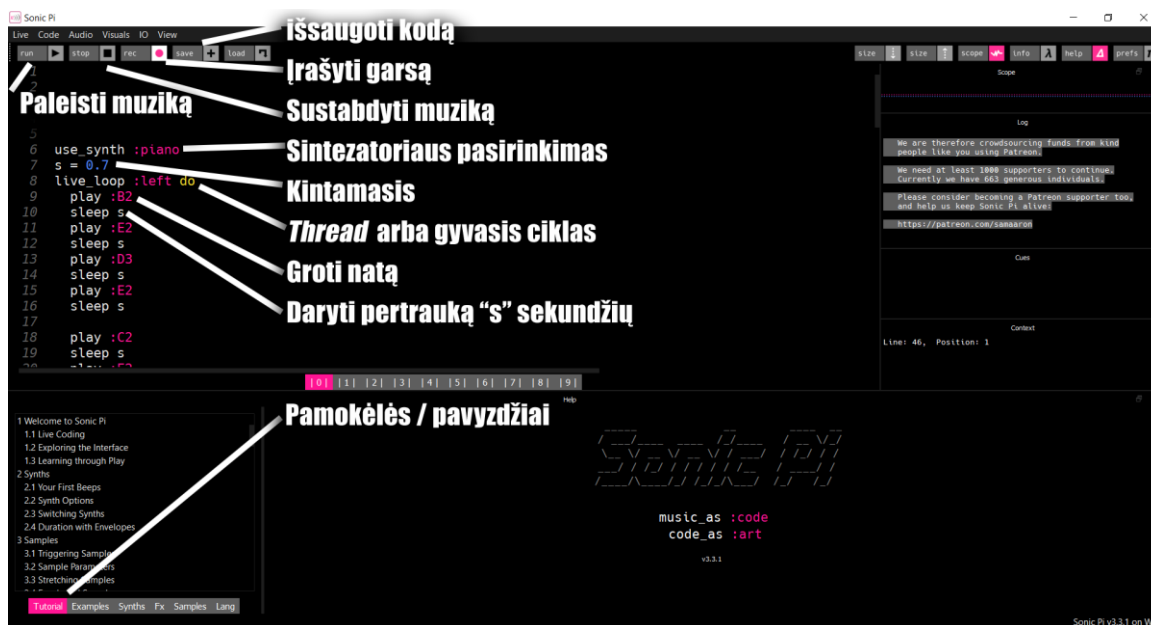 Sonic Pi
Live Code Audio Visuals IO View
run stop rec save load size size scope info help prefs
išsaugoti kodą
Įrašyti garsą
Paleisti muziką
Sustabdyti muziką
Sintezatoriaus pasirinkimas
Kintamasis
Thread arba gyvasis ciklas
Groti natą
Daryti pertrauką “s” sekundžių
1
2
5
6 use_synth :piano
7 s = 0.7
8 live_loop :left do
9 play :B2
10 sleep s
11 play :E2
12 sleep s
13 play :D3
14 sleep s
15 play :E2
16 sleep s
17
18 play :C2
19 sleep s
|0| |1| |2| |3| |4| |5| |6| |7| |8| |9|
Scope
Log
We are therefore crowdsourcing funds from kind
people like you using Patreon.
We need at least 1000 supporters to continue.
Currently we have 663 generous individuals.
Please consider becoming a Patreon supporter too,
and help us keep Sonic Pi alive:
https://patreon.com/samaaron
Cues
Context
Line: 46, Position: 1
Help
Pamokėlės / pavyzdžiai
1 Welcome to Sonic Pi
1.1 Live Coding
1.2 Exploring the Interface
1.3 Learning through Play
2 Synths
2.1 Your First Beeps
2.2 Synth Options
2.3 Switching Synths
2.4 Duration with Envelopes
3 Samples
3.1 Triggering Samples
3.2 Sample Parameters
3.3 Stretching Samples
Tutorial Examples Synths Fx Samples Lang
Sonic Pi
music_as :code
code_as :art
v3.3.1
Sonic Pi v3.3.1 on W